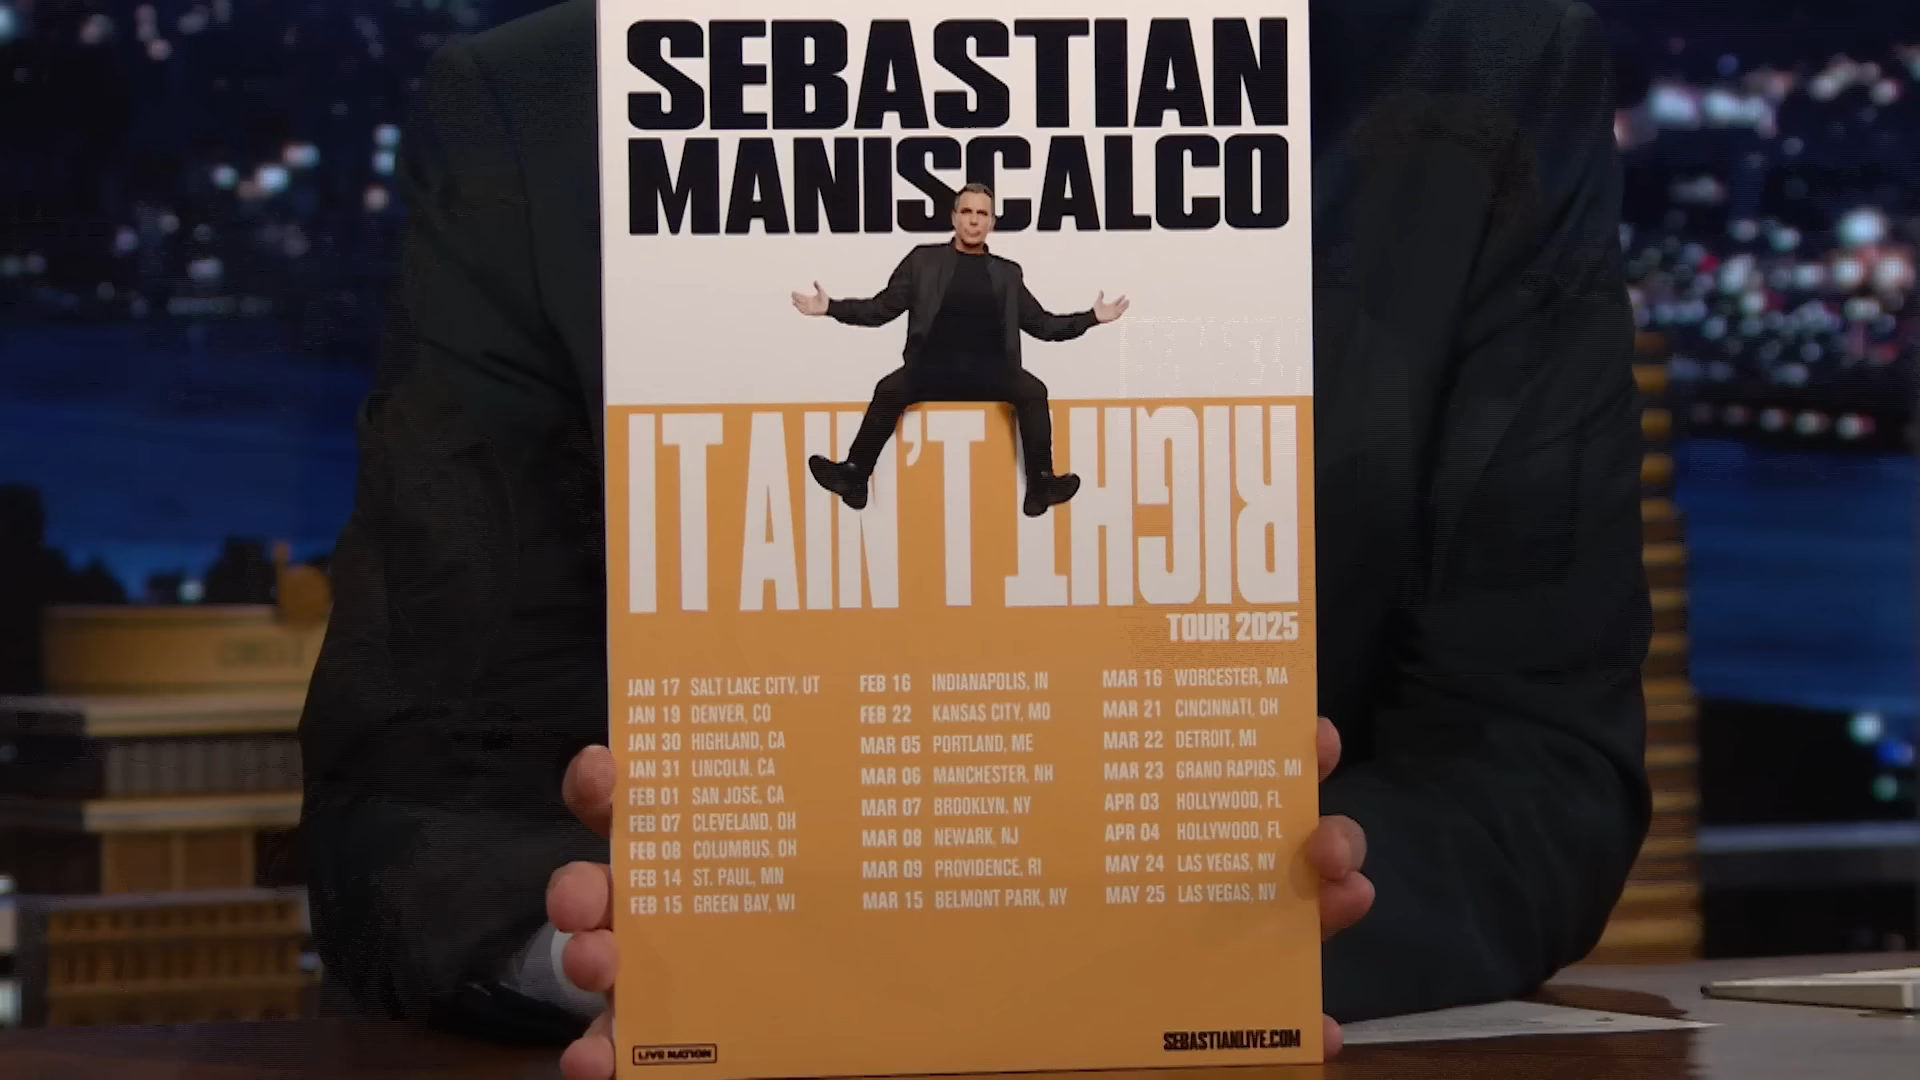 SEBASTIAN
MANISCALCO
IT AIN'T RIGHT
TOUR 2025
JAN 17 SALT LAKE CITY, UT
JAN 19 DENVER, CO
JAN 30 HIGHLAND, CA
JAN 31 LINCOLN, CA
FEB 01 SAN JOSE, CA
FEB 07 CLEVELAND, OH
FEB 08 COLUMBUS, OH
FEB 14 ST. PAUL, MN
FEB 15 GREEN BAY, WI
FEB 16 INDIANAPOLIS, IN
FEB 22 KANSAS CITY, MO
MAR 05 PORTLAND, ME
MAR 06 MANCHESTER, NH
MAR 07 BROOKLYN, NY
MAR 08 NEWARK, NJ
MAR 09 PROVIDENCE, RI
MAR 15 BELMONT PARK, NY
MAR 16 WORCESTER, MA
MAR 21 CINCINNATI, OH
MAR 22 DETROIT, MI
MAR 23 GRAND RAPIDS, MI
APR 03 HOLLYWOOD, FL
APR 04 HOLLYWOOD, FL
MAY 24 LAS VEGAS, NV
MAY 25 LAS VEGAS, NV
LIVE NATION
SEBASTIANLIVE.COM